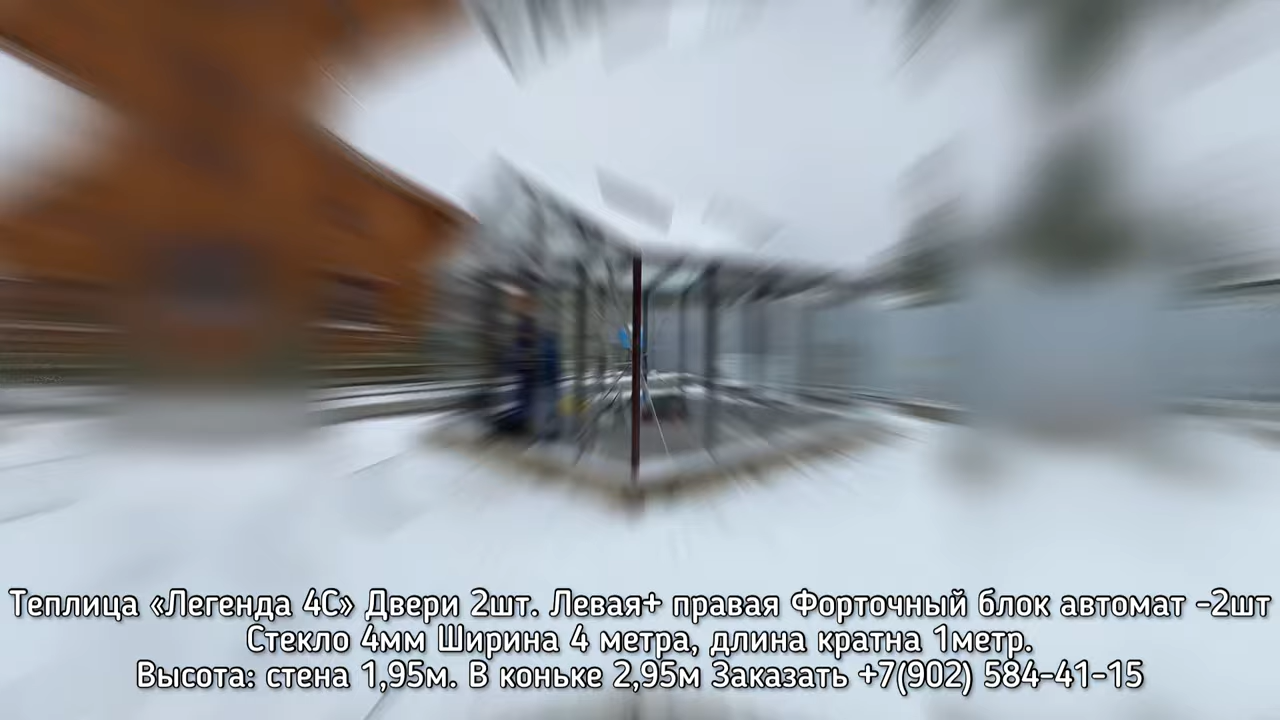 Теплица «Легенда 4С» Двери 2шт. Левая+ правая Форточный блок автомат -2шт
Стекло 4мм Ширина 4 метра, длина кратна 1метр.
Высота: стена 1,95м. В коньке 2,95м Заказать +7(902) 584-41-15